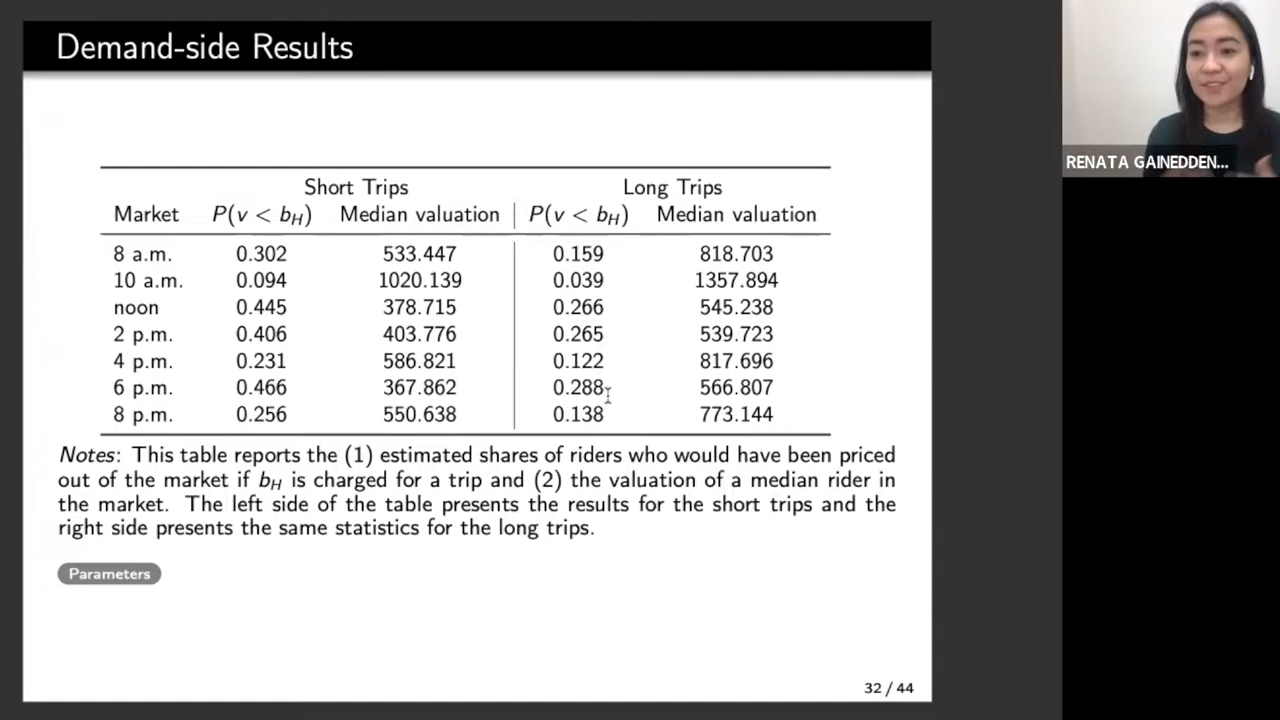 Demand-side Results
Short Trips Long Trips
Market P(v < b_H) Median valuation P(v < b_H) Median valuation
8 a.m. 0.302 533.447 0.159 818.703
10 a.m. 0.094 1020.139 0.039 1357.894
noon 0.445 378.715 0.266 545.238
2 p.m. 0.406 403.776 0.265 539.723
4 p.m. 0.231 586.821 0.122 817.696
6 p.m. 0.466 367.862 0.288 566.807
8 p.m. 0.256 550.638 0.138 773.144
Notes: This table reports the (1) estimated shares of riders who would have been priced
out of the market if b_H is charged for a trip and (2) the valuation of a median rider in
the market. The left side of the table presents the results for the short trips and the
right side presents the same statistics for the long trips.
Parameters
32 / 44
RENATA GAINEDDEN...